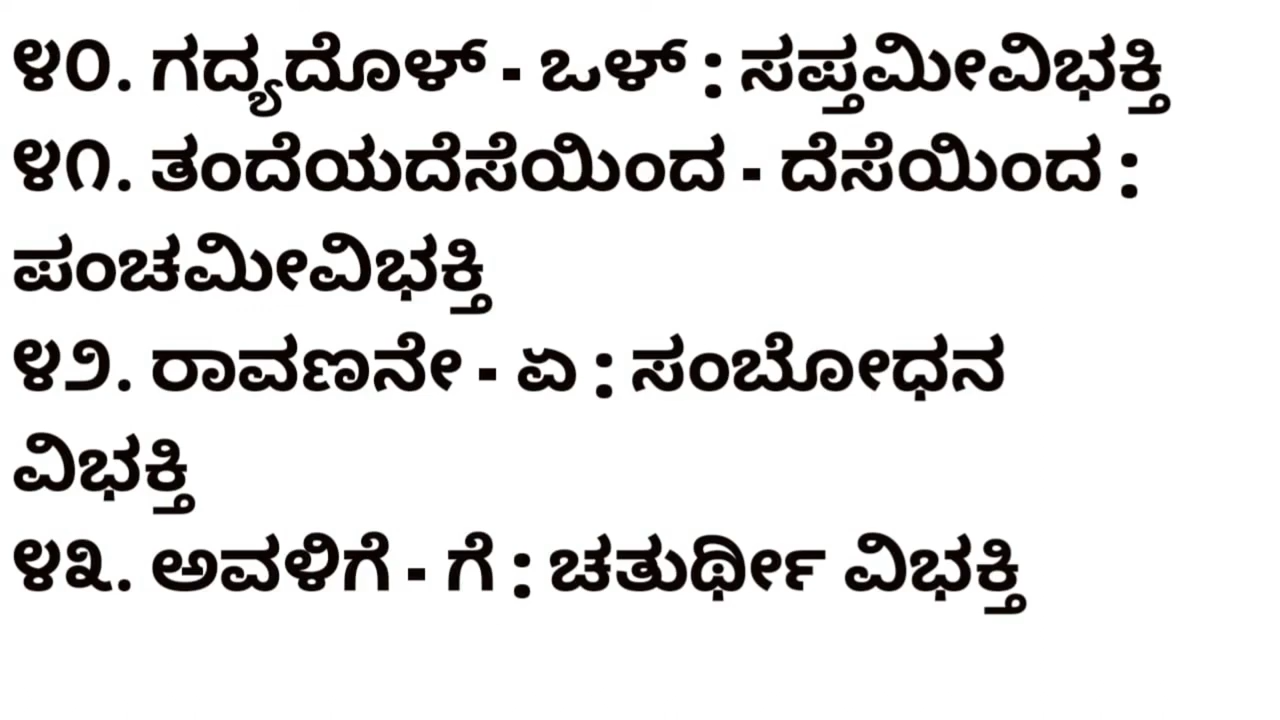 ೪೦. ಗದ್ಯದೊಳ್ - ಒಳ್ : ಸಪ್ತಮೀವಿಭಕ್ತಿ
೪೧. ತಂದೆಯದೆಸೆಯಿಂದ - ದೆಸೆಯಿಂದ :
ಪಂಚಮೀವಿಭಕ್ತಿ
೪೨. ರಾವಣನೇ - ಏ : ಸಂಬೋಧನ
ವಿಭಕ್ತಿ
೪೩. ಅವಳಿಗೆ - ಗೆ : ಚತುರ್ಥೀ ವಿಭಕ್ತಿ